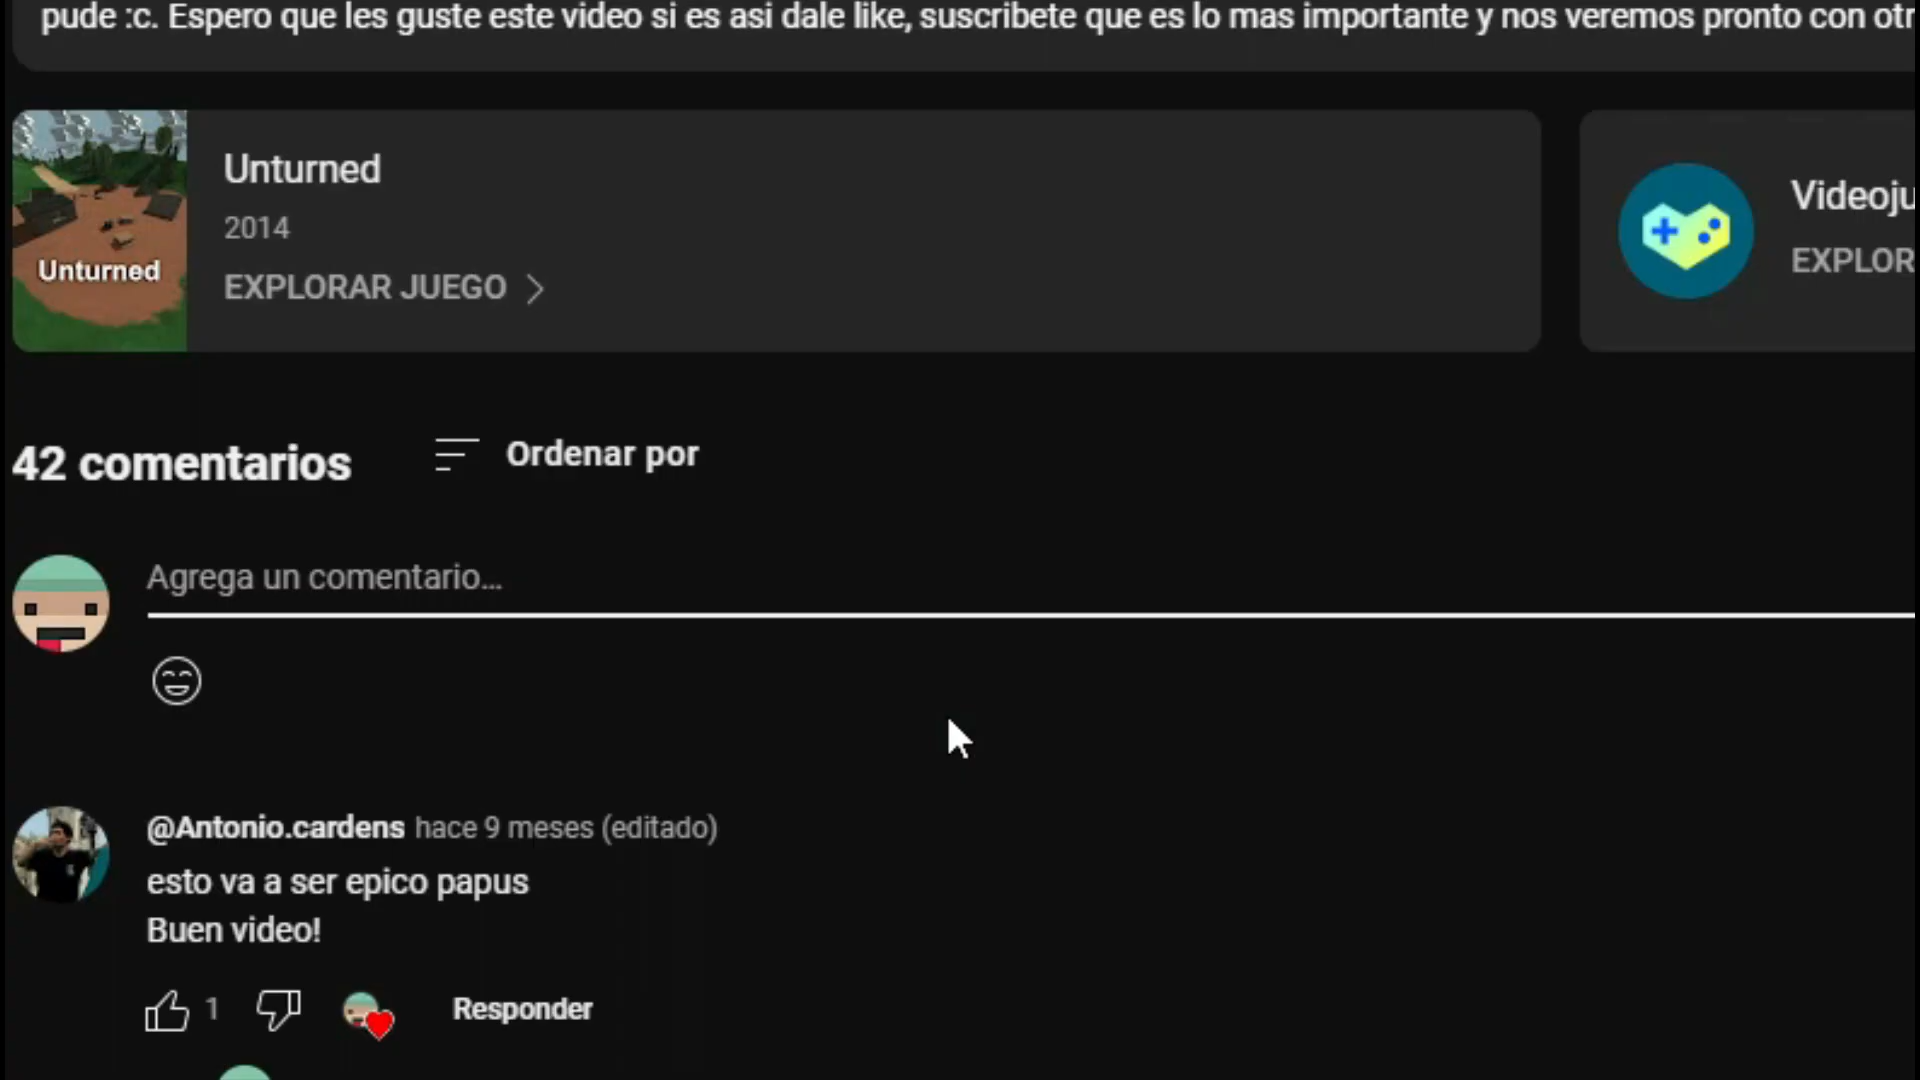 pude :c. Espero que les guste este video si es asi dale like, suscribete que es lo mas importante y nos veremos pronto con otr
Unturned
Unturned
2014
EXPLORAR JUEGO
Videoju
EXPLOR
42 comentarios
Ordenar por
Agrega un comentario...
@Antonio.cardens hace 9 meses (editado)
esto va a ser epico papus
Buen video!
1
Responder